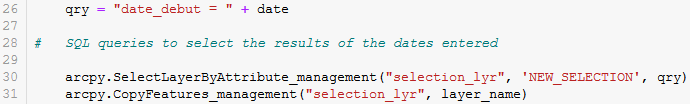 26 qry = "date_debut = " + date
27
28 # SQL queries to select the results of the dates entered
29
30 arcpy.SelectLayerByAttribute_management("selection_lyr", 'NEW_SELECTION', qry)
31 arcpy.CopyFeatures_management("selection_lyr", layer_name)